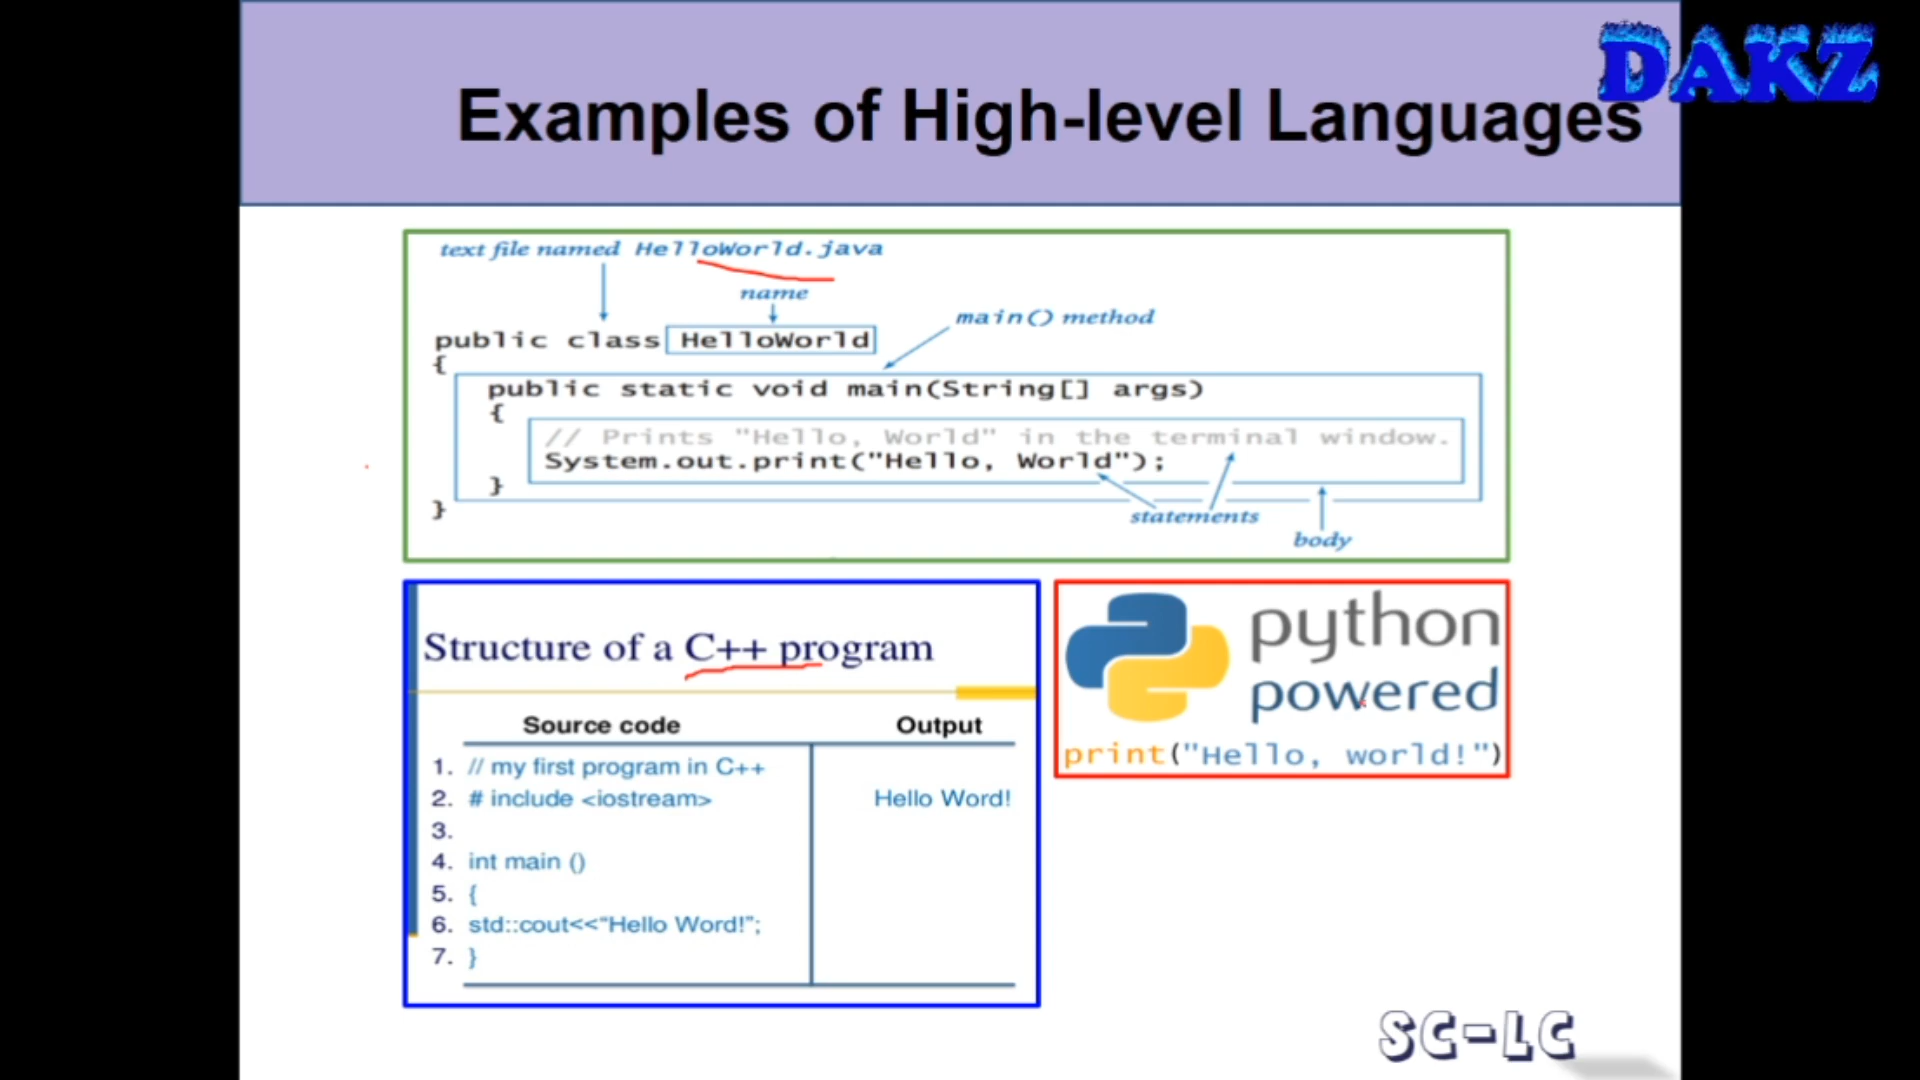 DAKZ
Examples of High-level Languages
text file named HelloWorld.java
name
main() method
public class HelloWorld
{
public static void main(String[] args)
{
// Prints "Hello, World" in the terminal window.
System.out.print("Hello, World");
}
}
statements
body
Structure of a C++ program
Source code Output
1. // my first program in C++
2. # include <iostream> Hello Word!
3.
4. int main ()
5. {
6. std::cout<<“Hello Word!”;
7. }
python
powered
print("Hello, world!")
SC-LC